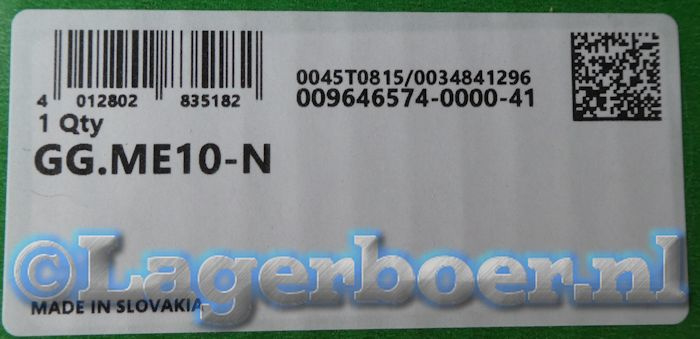 4 012802 835182
1 Qty
GG.ME10-N
0045T0815/0034841296
009646574-0000-41
©Lagerboer.nl
MADE IN SLOVAKIA